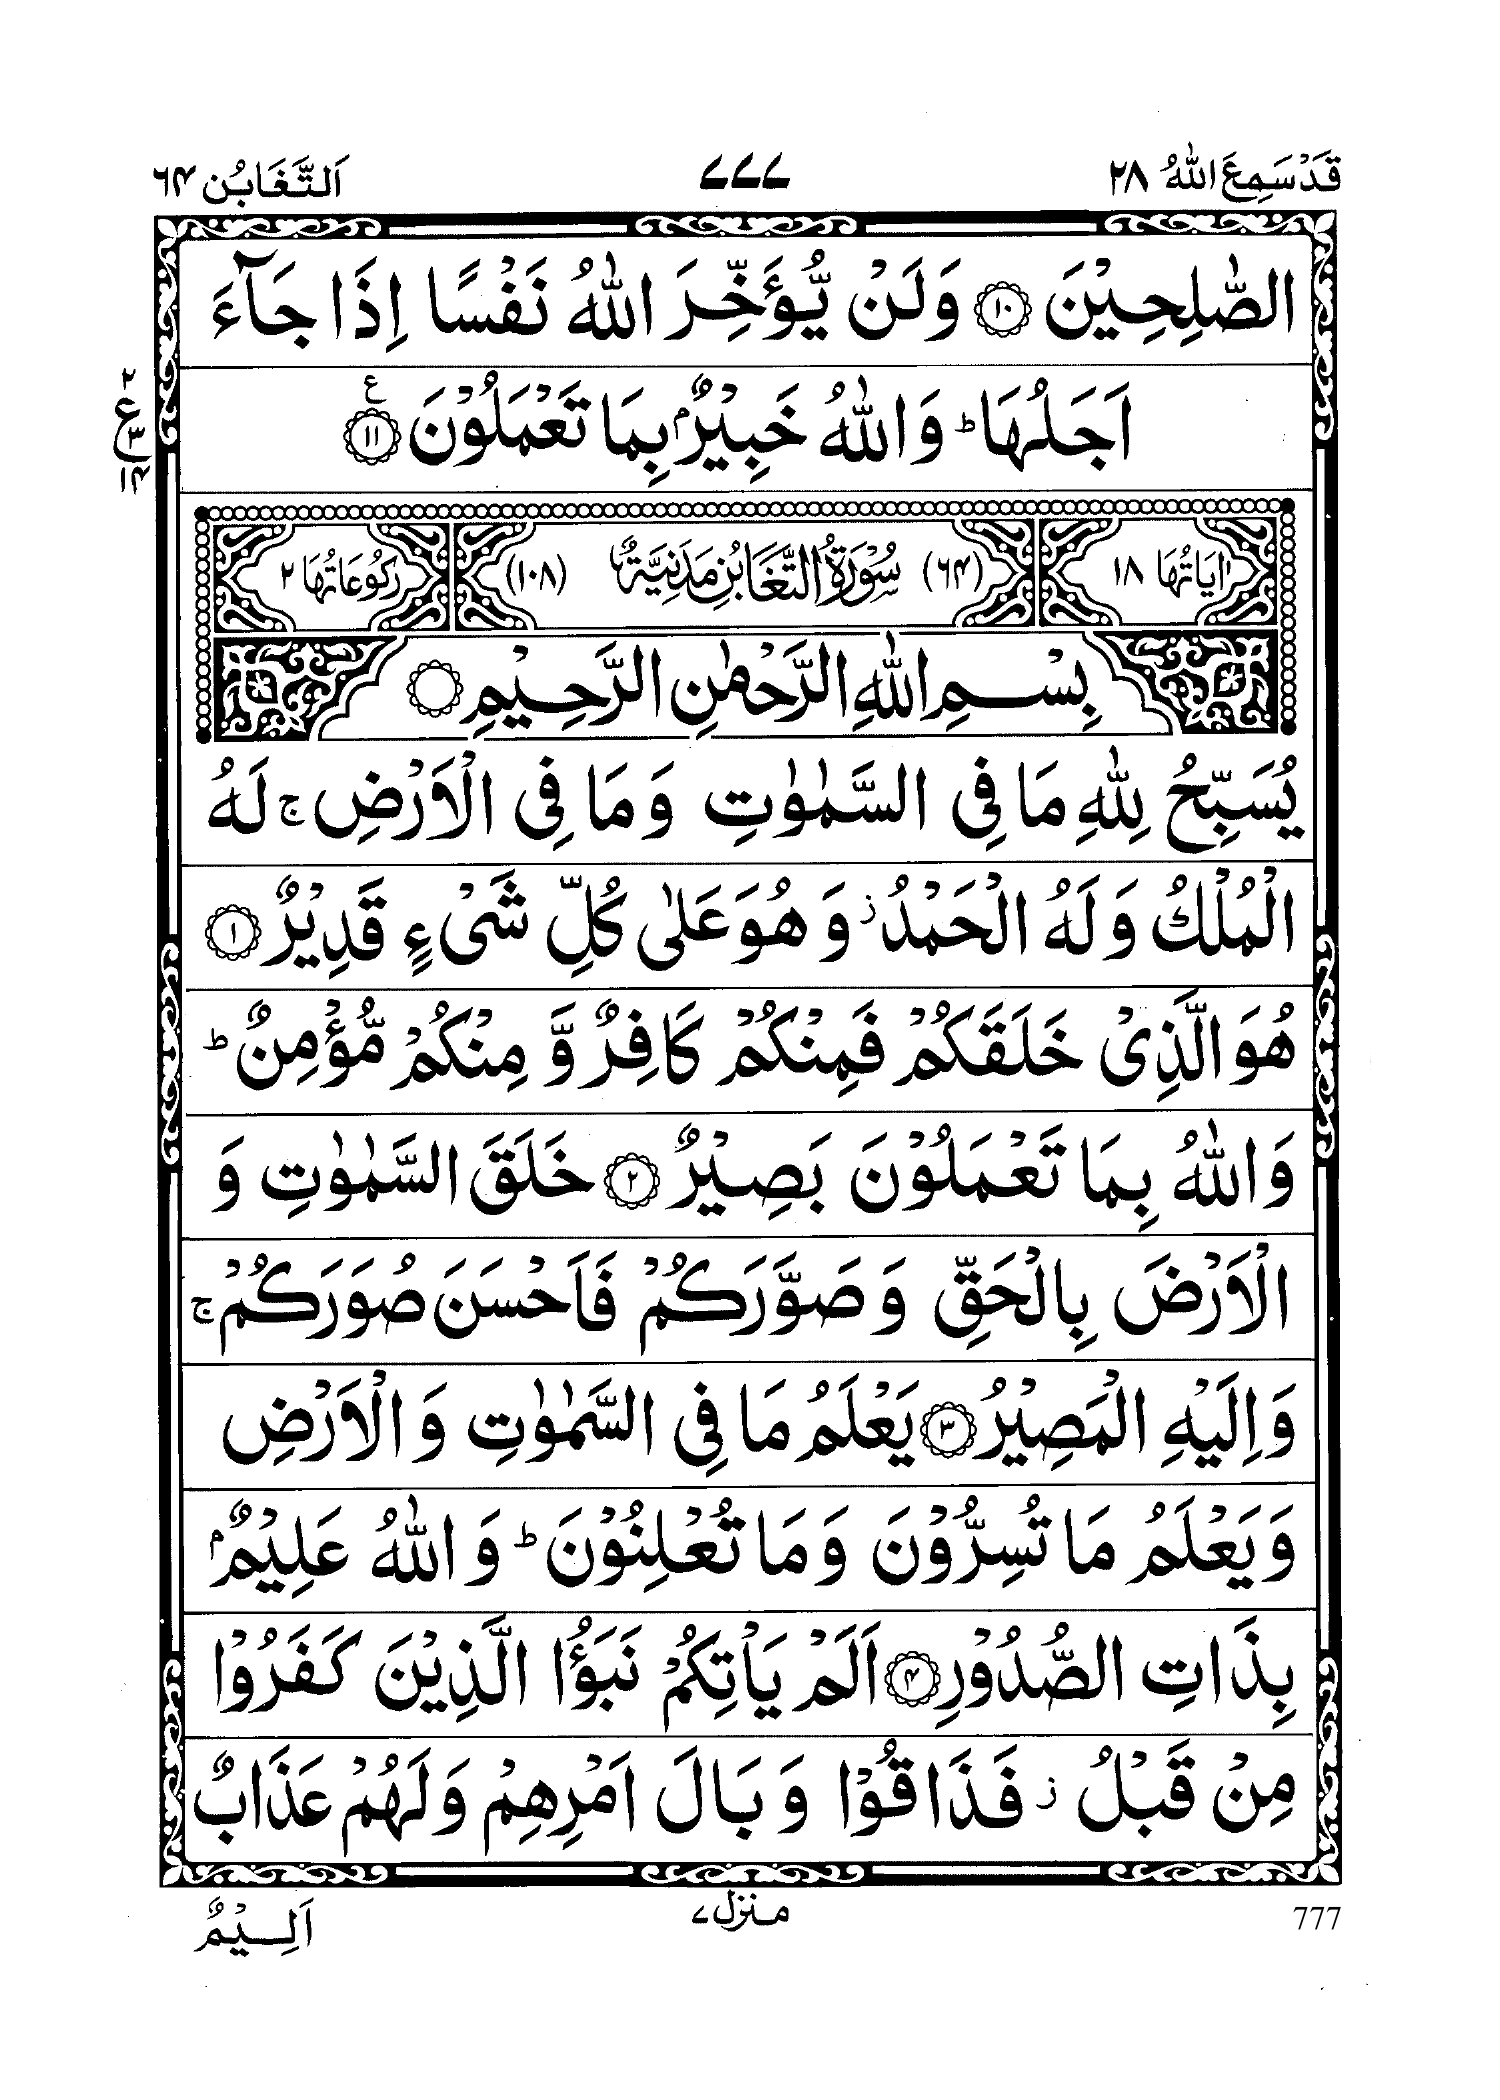 قَدْ سَمِعَ اللّٰهُ ٢٨
٧٧٧
اَلتَّغَابُن ٦٤
الصّٰلِحِيْنَ ١٠ وَلَنْ يُّؤَخِّرَ اللّٰهُ نَفْسًا اِذَا جَآءَ
اَجَلُهَا ؕ وَاللّٰهُ خَبِيْرٌۢ بِمَا تَعْمَلُوْنَ ع ١١
٢
ع
٣
١٤
اٰيَاتُهَا ١٨ (٦٤) سُوْرَةُ التَّغَابُنِ مَدَنِيَّةٌ (١٠٨) رُكُوْعَاتُهَا ٢
بِسْمِ اللّٰهِ الرَّحْمٰنِ الرَّحِيْمِ
يُسَبِّحُ لِلّٰهِ مَا فِى السَّمٰوٰتِ وَمَا فِى الْاَرْضِ ۚ لَهُ
الْمُلْكُ وَلَهُ الْحَمْدُ ز وَهُوَ عَلٰى كُلِّ شَىْءٍ قَدِيْرٌ ١
هُوَ الَّذِىْ خَلَقَكُمْ فَمِنْكُمْ كَافِرٌ وَّ مِنْكُمْ مُّؤْمِنٌ ؕ
وَاللّٰهُ بِمَا تَعْمَلُوْنَ بَصِيْرٌ ٢ خَلَقَ السَّمٰوٰتِ وَ
الْاَرْضَ بِالْحَقِّ وَصَوَّرَكُمْ فَاَحْسَنَ صُوَرَكُمْ ۚ
وَاِلَيْهِ الْمَصِيْرُ ٣ يَعْلَمُ مَا فِى السَّمٰوٰتِ وَالْاَرْضِ
وَيَعْلَمُ مَا تُسِرُّوْنَ وَمَا تُعْلِنُوْنَ ؕ وَاللّٰهُ عَلِيْمٌۢ
بِذَاتِ الصُّدُوْرِ ٤ اَلَمْ يَاْتِكُمْ نَبَؤُا الَّذِيْنَ كَفَرُوْا
مِنْ قَبْلُ ز فَذَاقُوْا وَبَالَ اَمْرِهِمْ وَلَهُمْ عَذَابٌ
777
منزل ٧
اَلِيْمٌ